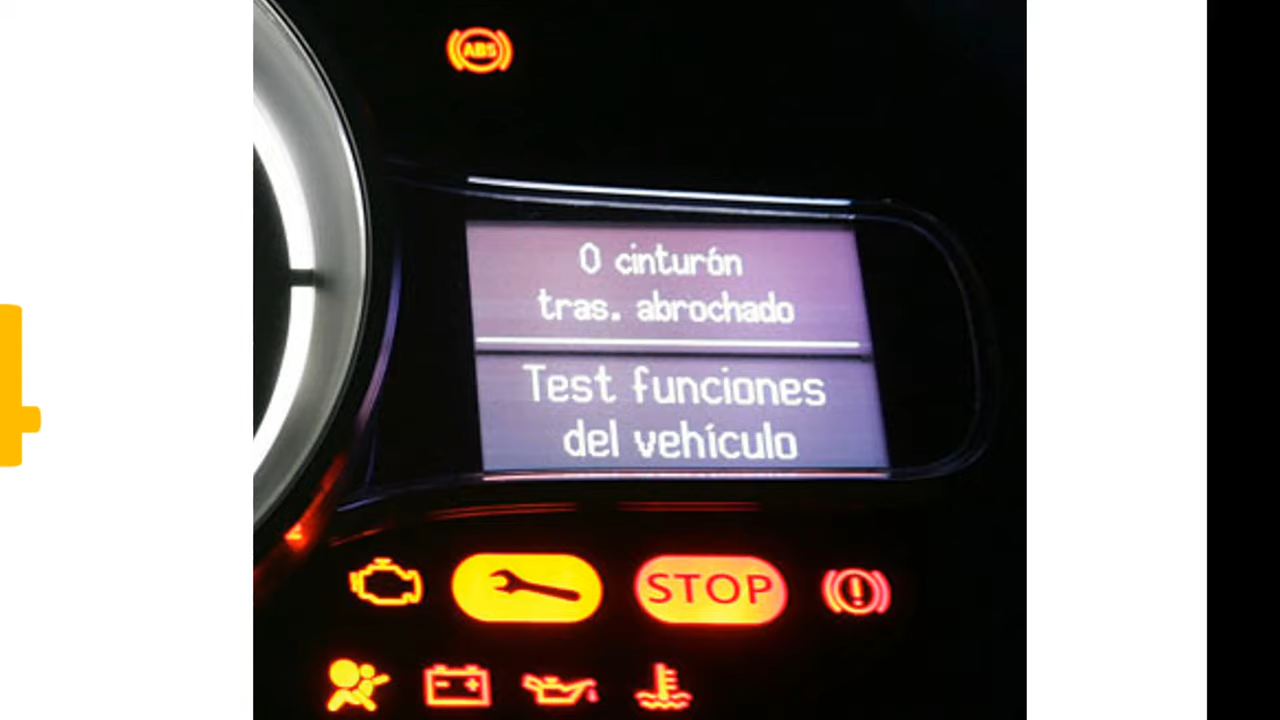 ABS
0 cinturón
tras. abrochado
Test funciones
del vehículo
STOP